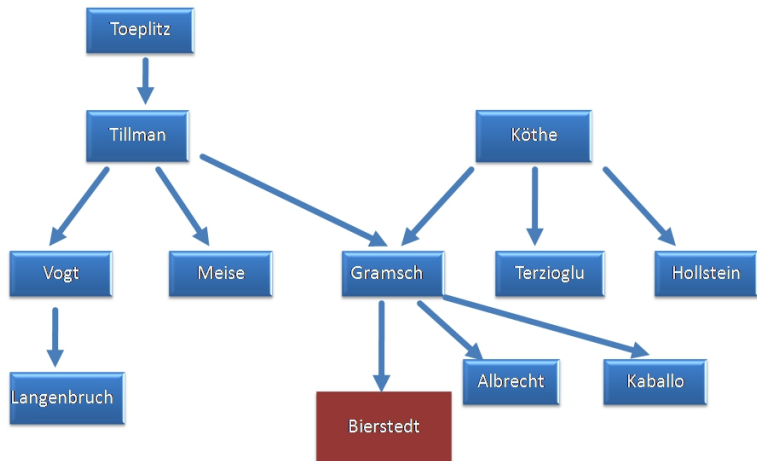 Toeplitz
Tillman
Köthe
Vogt
Meise
Gramsch
Terzioglu
Hollstein
Langenbruch
Albrecht
Kaballo
Bierstedt